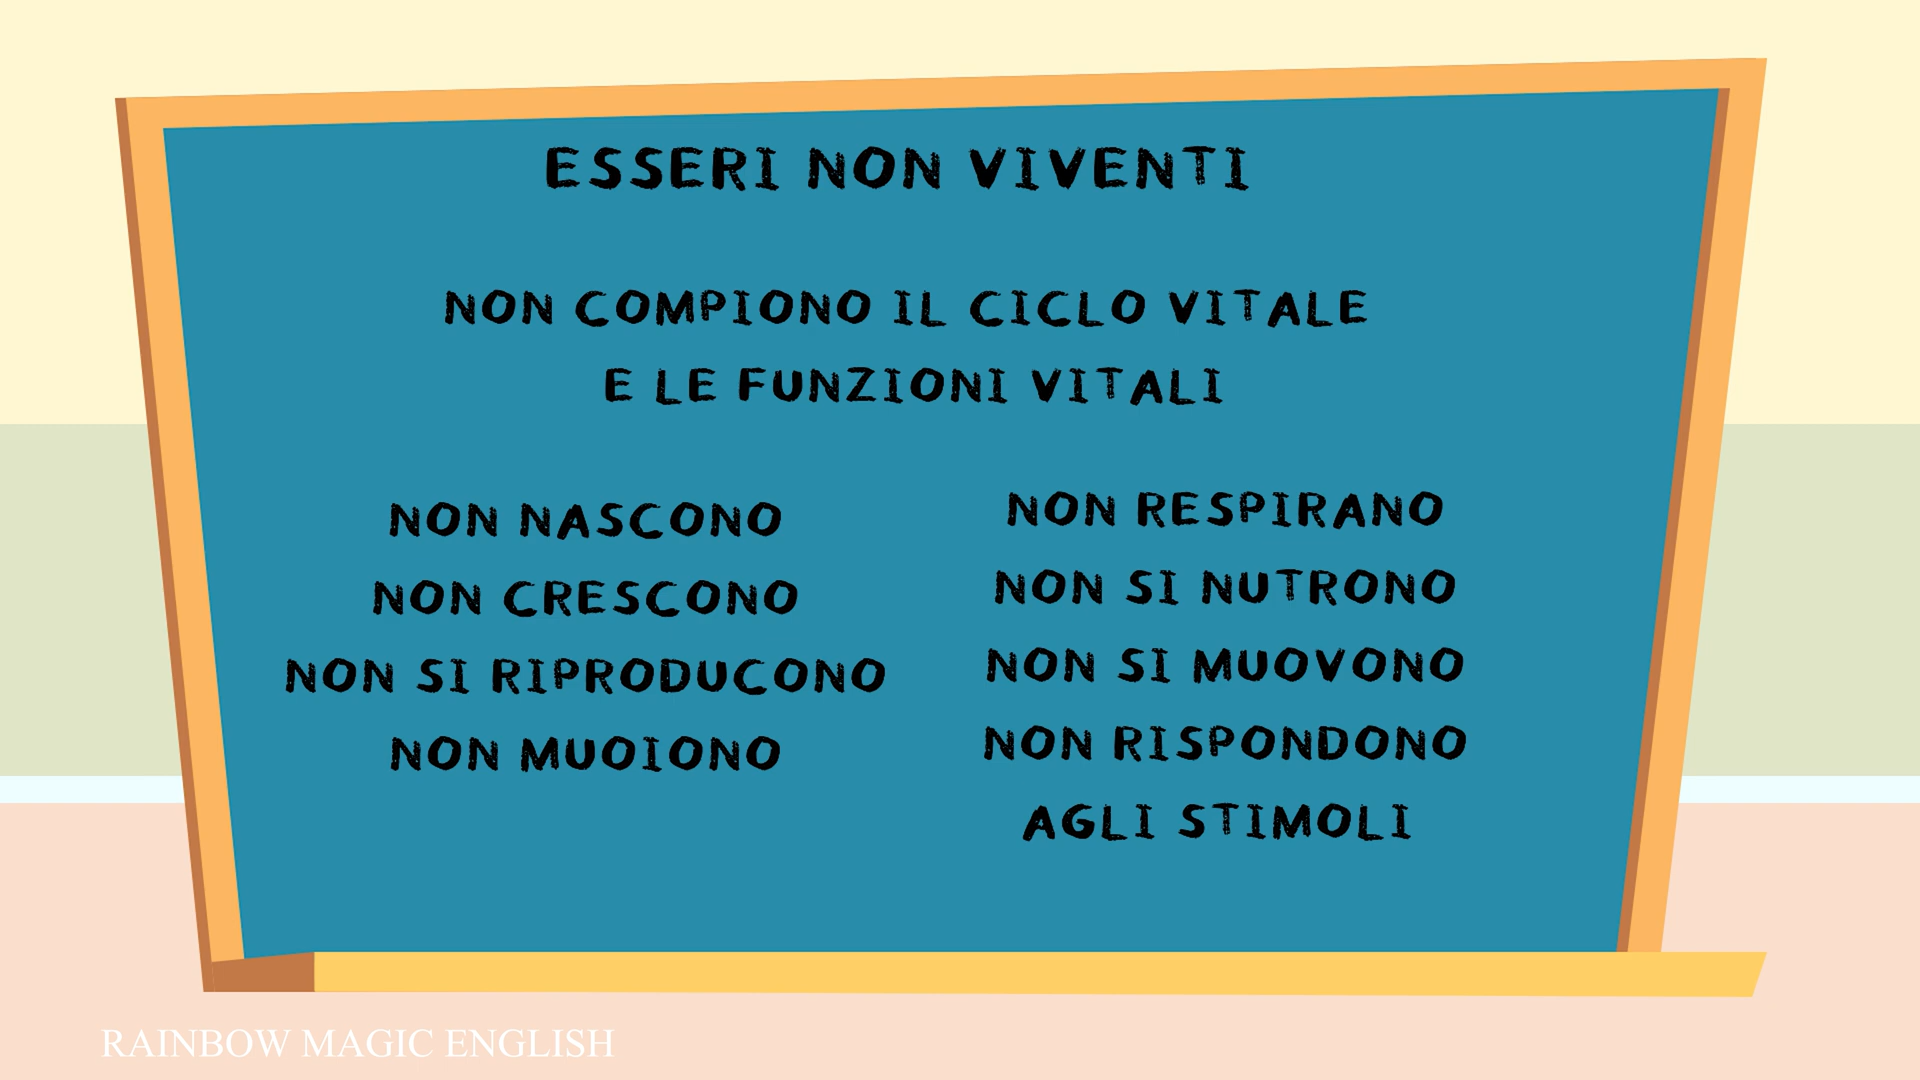 ESSERI NON VIVENTI
NON COMPIONO IL CICLO VITALE
E LE FUNZIONI VITALI
NON NASCONO
NON CRESCONO
NON SI RIPRODUCONO
NON MUOIONO
NON RESPIRANO
NON SI NUTRONO
NON SI MUOVONO
NON RISPONDONO
AGLI STIMOLI
RAINBOW MAGIC ENGLISH